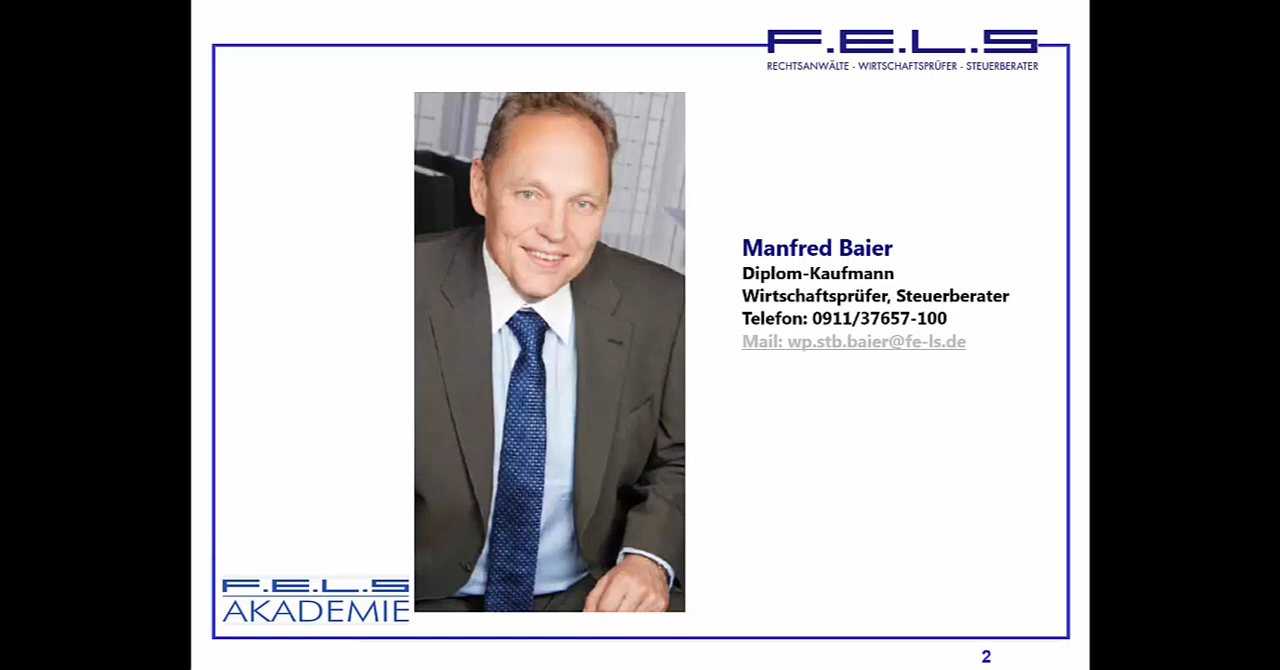 F.E.L.S
RECHTSANWÄLTE - WIRTSCHAFTSPRÜFER - STEUERBERATER
Manfred Baier
Diplom-Kaufmann
Wirtschaftsprüfer, Steuerberater
Telefon: 0911/37657-100
Mail: wp.stb.baier@fe-ls.de
F.E.L.S
AKADEMIE
2